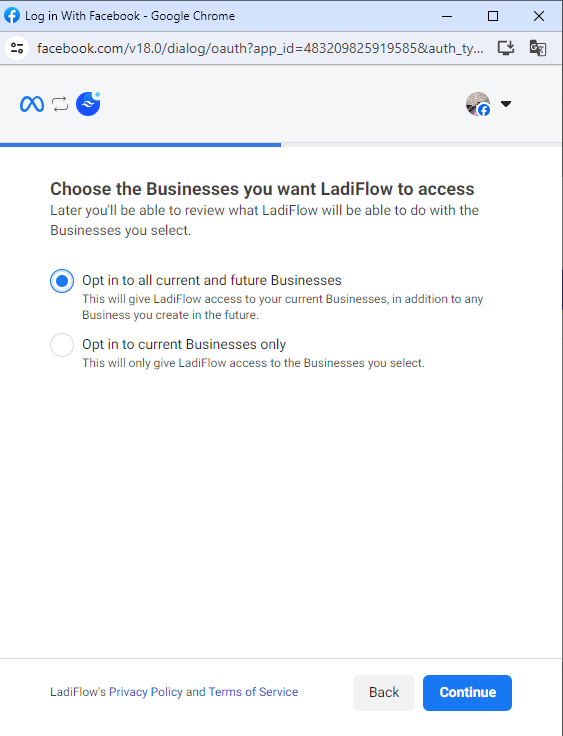 Log in With Facebook - Google Chrome
facebook.com/v18.0/dialog/oauth?app_id=483209825919585&auth_ty...
Choose the Businesses you want LadiFlow to access
Later you'll be able to review what LadiFlow will be able to do with the
Businesses you select.
Opt in to all current and future Businesses
This will give LadiFlow access to your current Businesses, in addition to any
Business you create in the future.
Opt in to current Businesses only
This will only give LadiFlow access to the Businesses you select.
LadiFlow's Privacy Policy and Terms of Service
Back
Continue